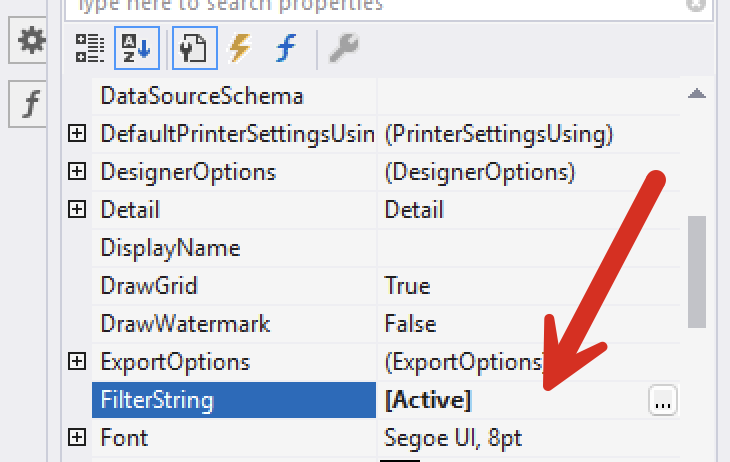 Type here to search properties
DataSourceSchema
DefaultPrinterSettingsUsin (PrinterSettingsUsing)
DesignerOptions (DesignerOptions)
Detail Detail
DisplayName
DrawGrid True
DrawWatermark False
ExportOptions (ExportOptions)
FilterString [Active] ...
Font Segoe UI, 8pt